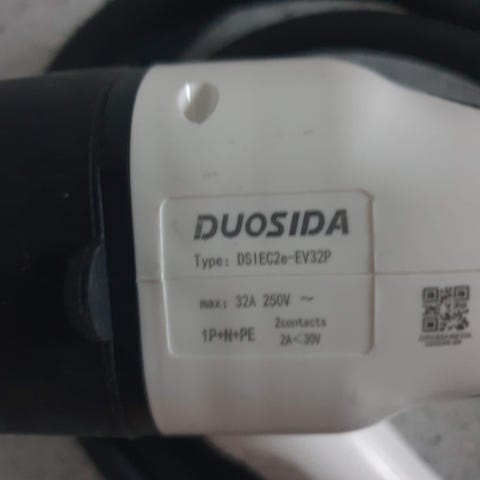 DUOSIDA
Type: DSIEC2e-EV32P
max: 32A 250V ~
1P+N+PE
2contacts
2A<30V